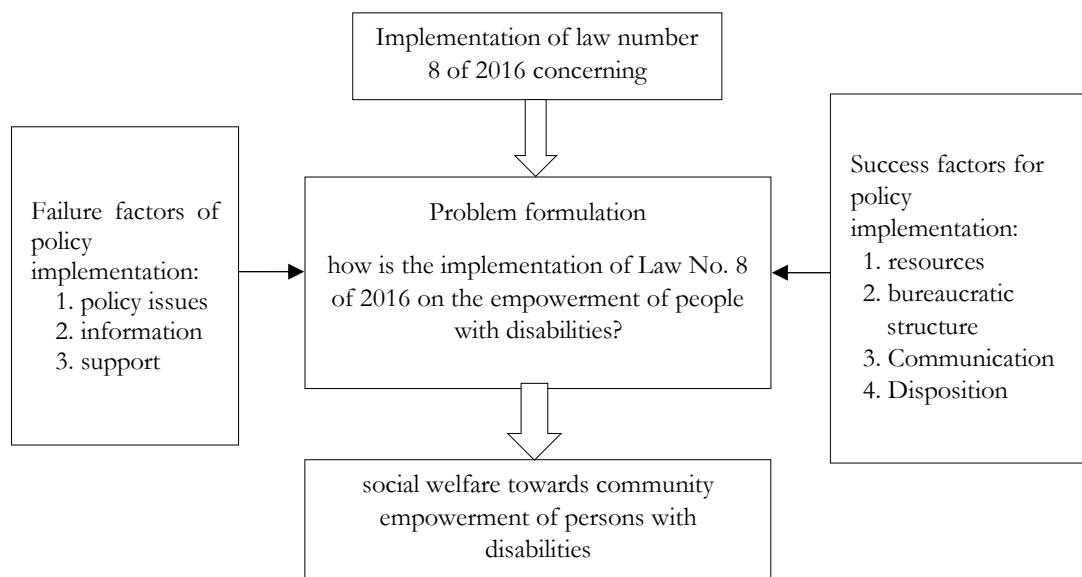 Implementation of law number
8 of 2016 concerning
Failure factors of
policy
implementation:
1. policy issues
2. information
3. support
Problem formulation
how is the implementation of Law No. 8
of 2016 on the empowerment of people
with disabilities?
Success factors for
policy
implementation:
1. resources
2. bureaucratic
structure
3. Communication
4. Disposition
social welfare towards community
empowerment of persons with
disabilities